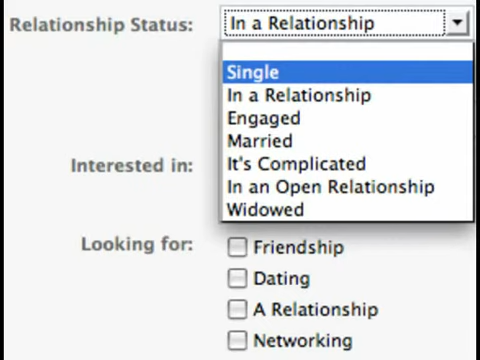 Relationship Status: In a Relationship
Single
In a Relationship
Engaged
Married
It's Complicated
In an Open Relationship
Widowed
Interested in:
Looking for: Friendship
Dating
A Relationship
Networking